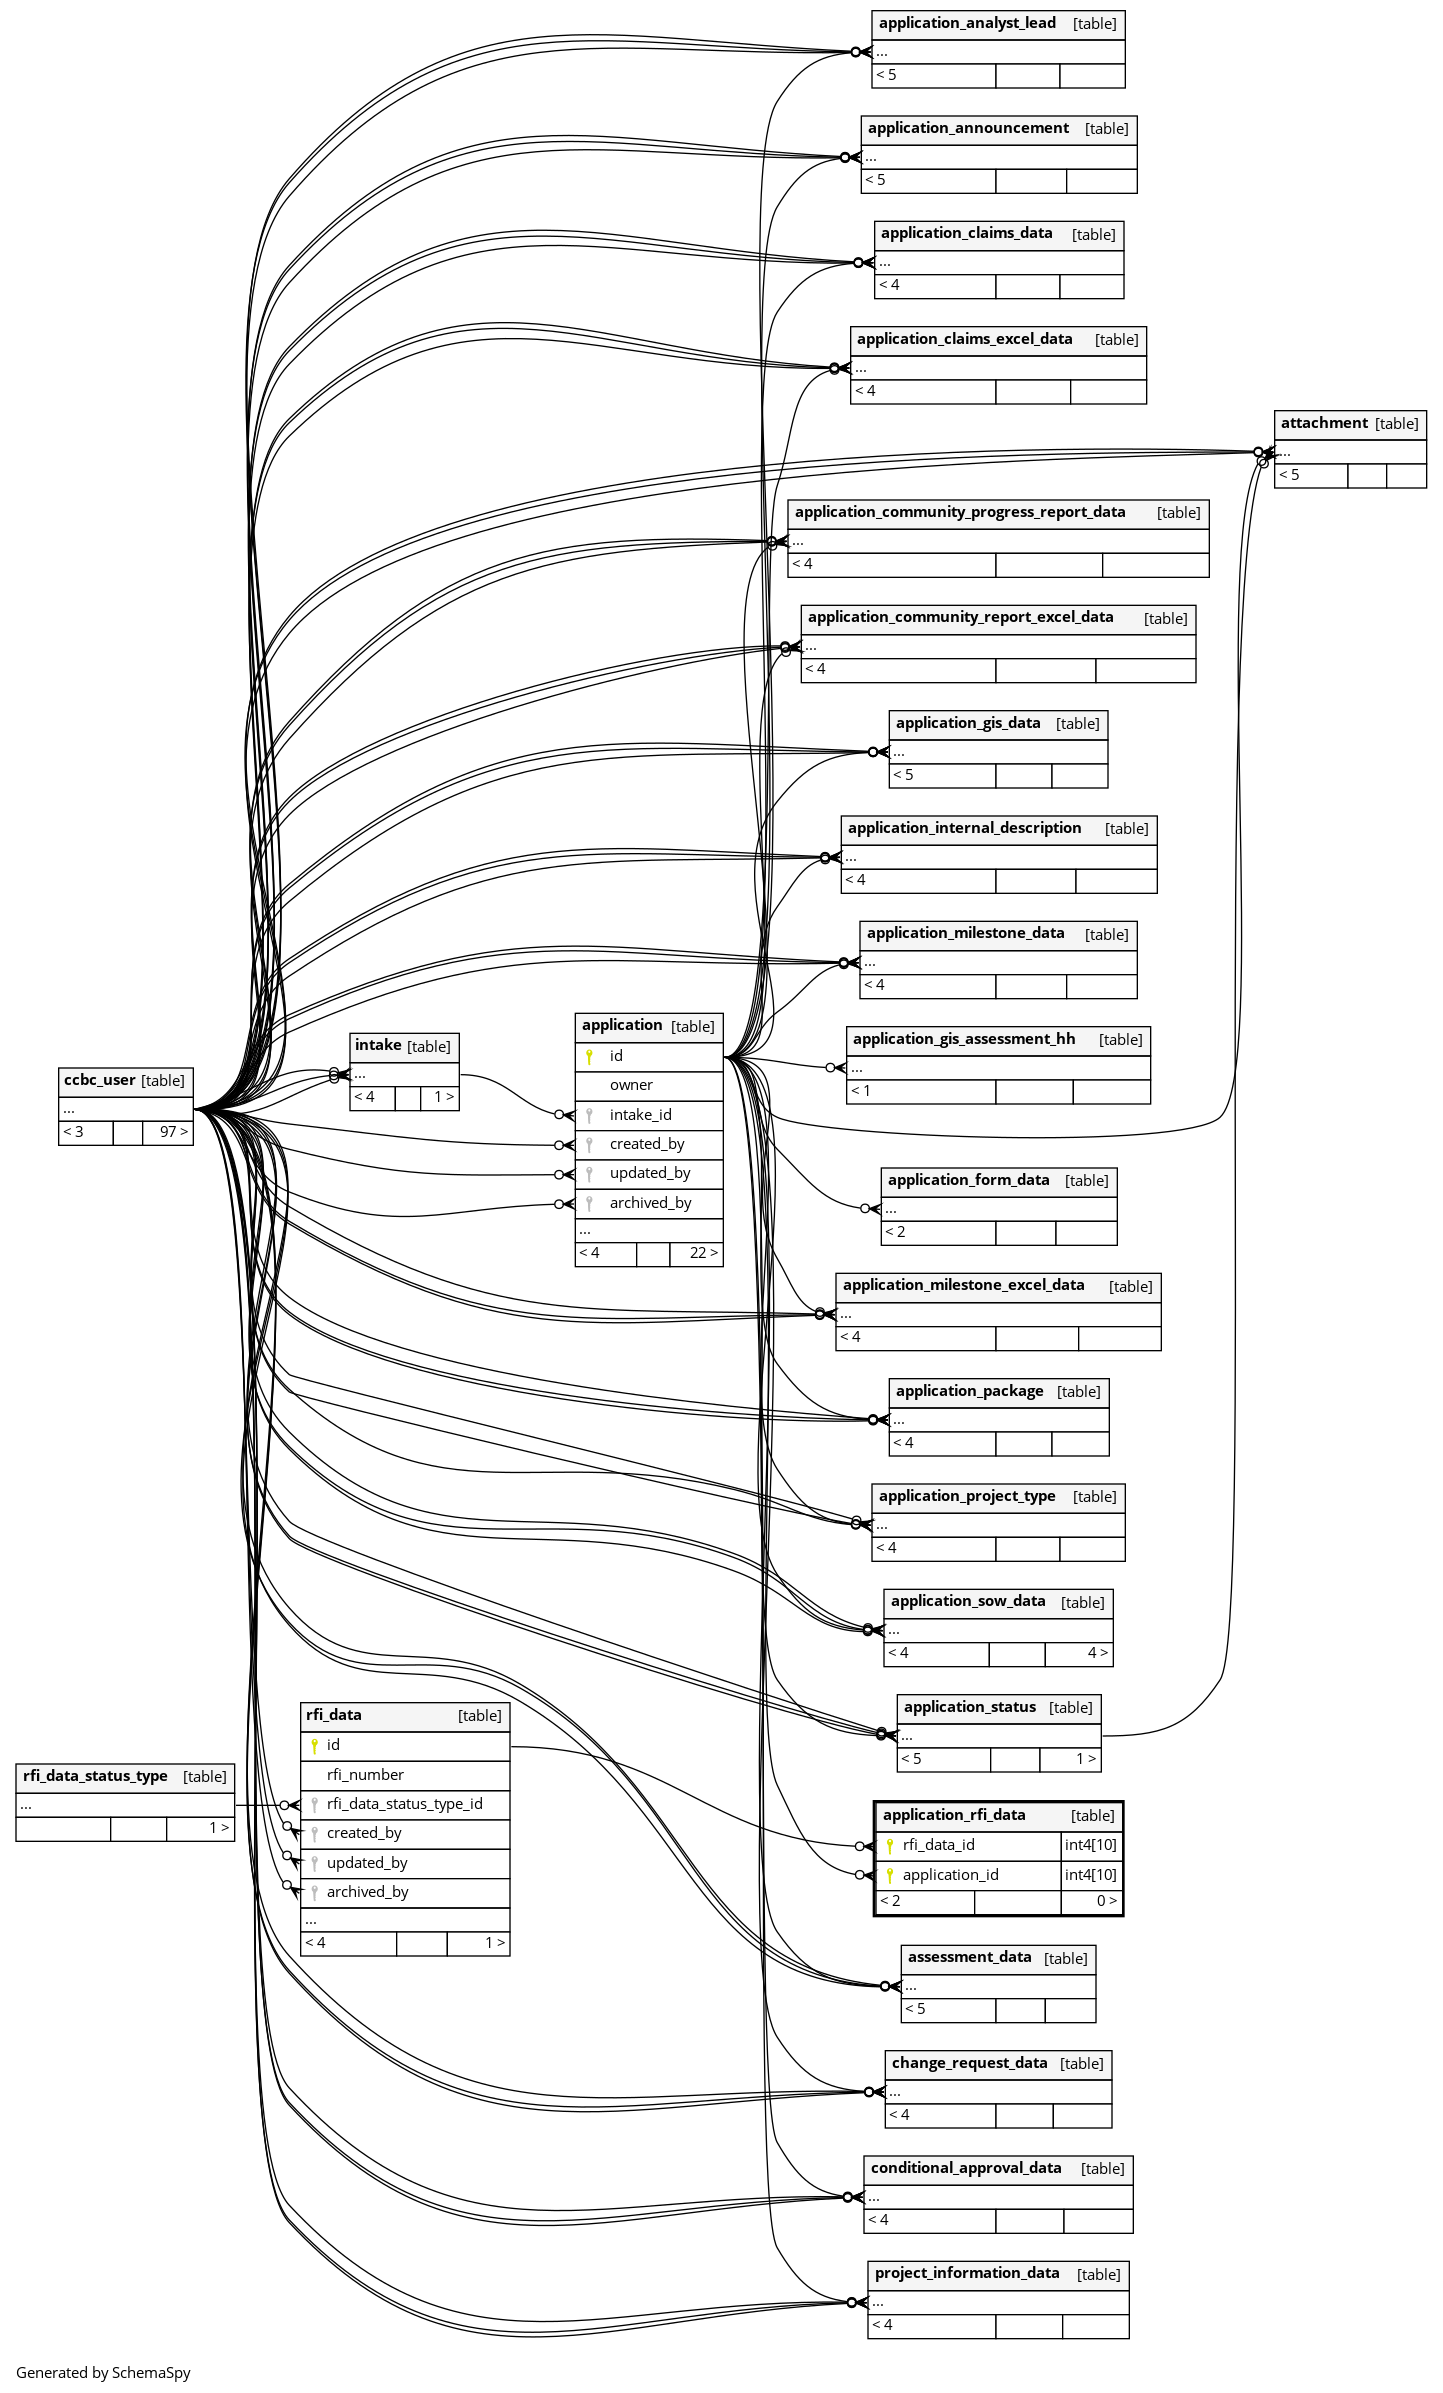 application_analyst_lead [table]
...
< 5
application_announcement [table]
...
< 5
application_claims_data [table]
...
< 4
application_claims_excel_data [table]
...
< 4
attachment [table]
...
< 5
application_community_progress_report_data [table]
...
< 4
application_community_report_excel_data [table]
...
< 4
application_gis_data [table]
...
< 5
application_internal_description [table]
...
< 4
application_milestone_data [table]
...
< 4
application_gis_assessment_hh [table]
...
< 1
ccbc_user [table]
...
< 3 97 >
intake [table]
...
< 4 1 >
application [table]
id
owner
intake_id
created_by
updated_by
archived_by
...
< 4 22 >
application_form_data [table]
...
< 2
application_milestone_excel_data [table]
...
< 4
application_package [table]
...
< 4
application_project_type [table]
...
< 4
application_sow_data [table]
...
< 4 4 >
application_status [table]
...
< 5 1 >
rfi_data_status_type [table]
...
1 >
rfi_data [table]
id
rfi_number
rfi_data_status_type_id
created_by
updated_by
archived_by
...
< 4 1 >
application_rfi_data [table]
rfi_data_id int4[10]
application_id int4[10]
< 2 0 >
assessment_data [table]
...
< 5
change_request_data [table]
...
< 4
conditional_approval_data [table]
...
< 4
project_information_data [table]
...
< 4
Generated by SchemaSpy